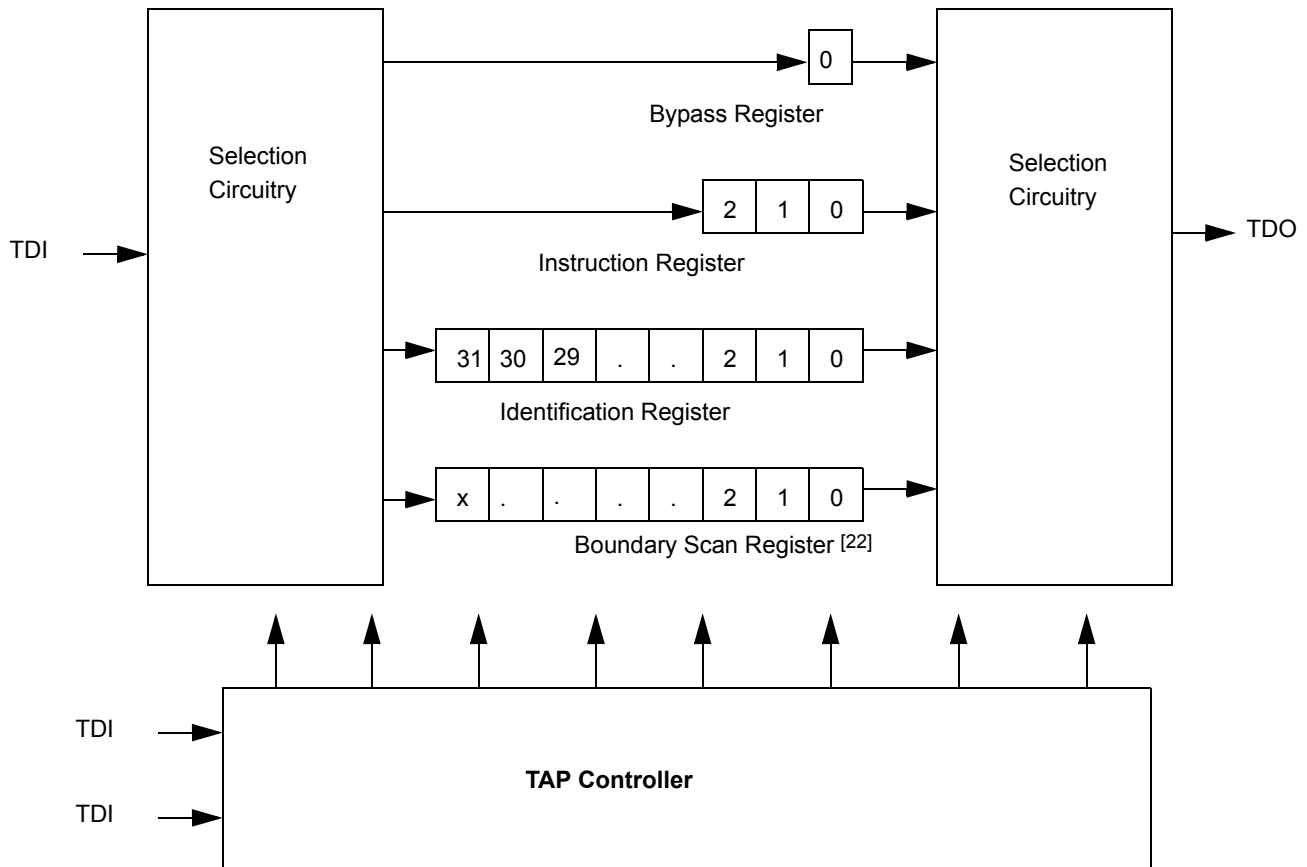 0
Bypass Register
Selection
Circuitry
Selection
Circuitry
2 1 0
TDI
TDO
Instruction Register
31 30 29 . . 2 1 0
Identification Register
x . . . . 2 1 0
Boundary Scan Register [22]
TDI
TAP Controller
TDI